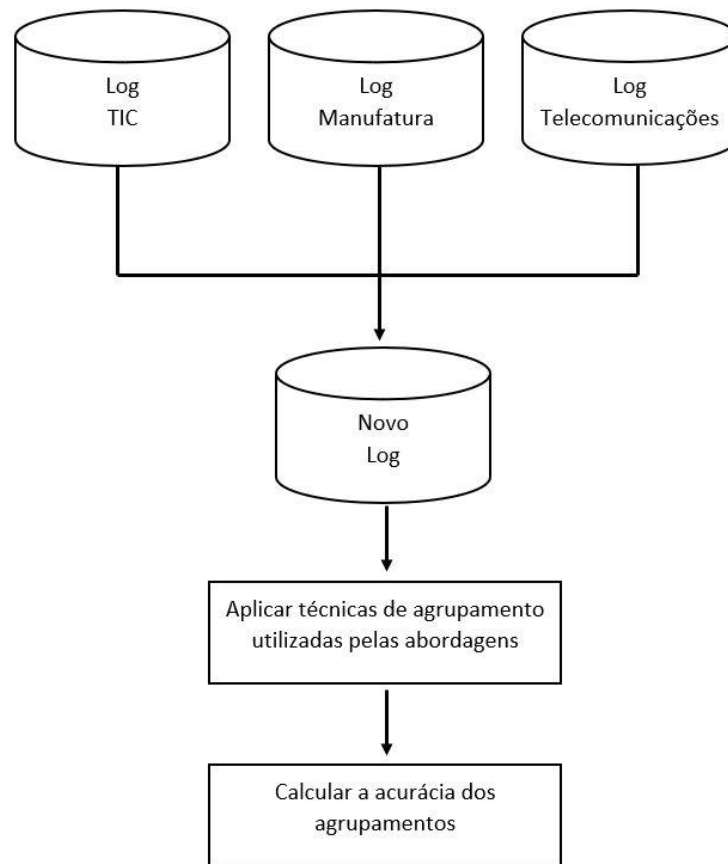 Log
TIC
Log
Manufatura
Log
Telecomunicações
Novo
Log
Aplicar técnicas de agrupamento
utilizadas pelas abordagens
Calcular a acurácia dos
agrupamentos